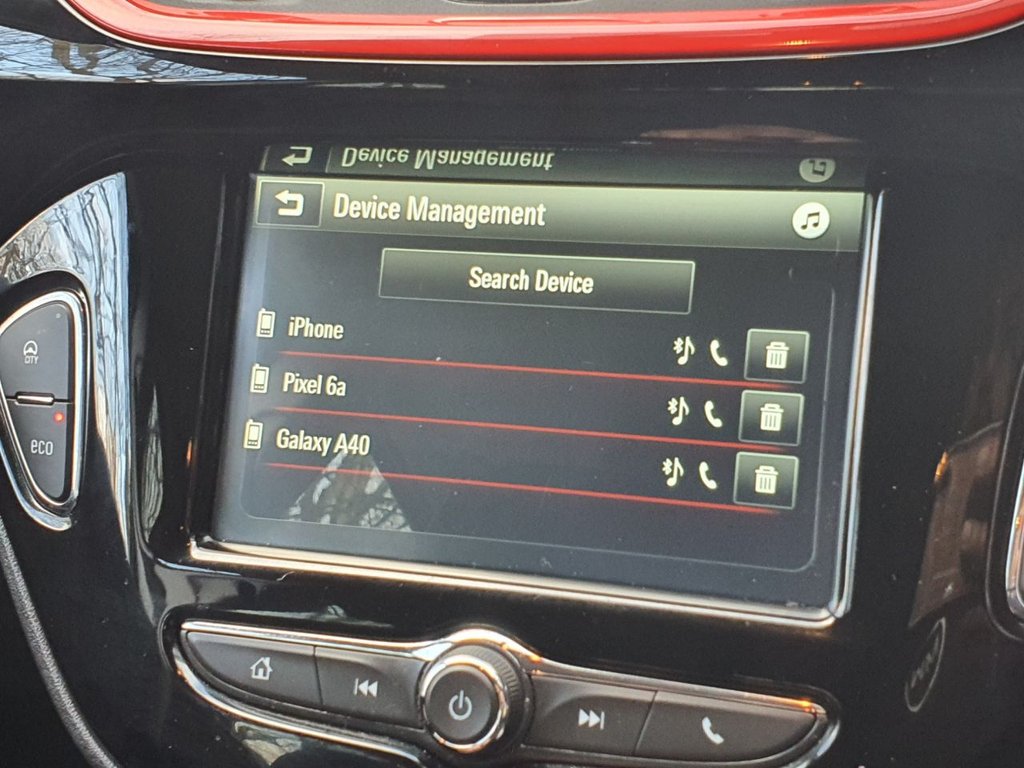 Device Management
Device Management
Search Device
iPhone
Pixel 6a
Galaxy A40
CITY
eco